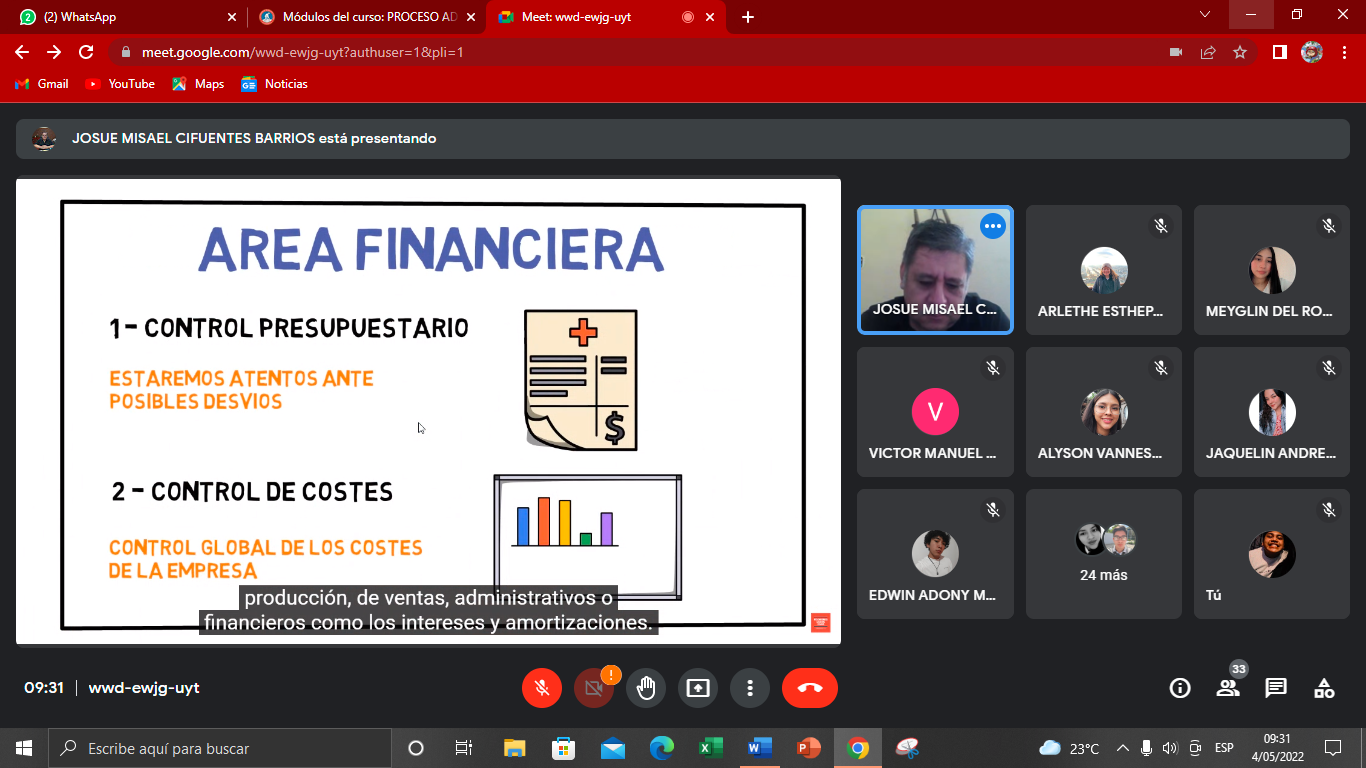 (2) WhatsApp
Módulos del curso: PROCESO AD
Meet: wwd-ewjg-uyt
meet.google.com/wwd-ewjg-uyt?authuser=1&pli=1
Gmail
YouTube
Maps
Noticias
JOSUE MISAEL CIFUENTES BARRIOS está presentando
AREA FINANCIERA
1- CONTROL PRESUPUESTARIO
ESTAREMOS ATENTOS ANTE
POSIBLES DESVIOS
$
2 - CONTROL DE COSTES
CONTROL GLOBAL DE LOS COSTES
DE LA EMPRESA
producción, de ventas, administrativos o
financieros como los intereses y amortizaciones.
JOSUE MISAEL C...
ARLETHE ESTHEP...
MEYGLIN DEL RO...
V
VICTOR MANUEL ...
ALYSON VANNES...
JAQUELIN ANDRE...
EDWIN ADONY M...
24 más
Tú
09:31 | wwd-ewjg-uyt
!
33
Escribe aquí para buscar
23°C
ESP
09:31
4/05/2022